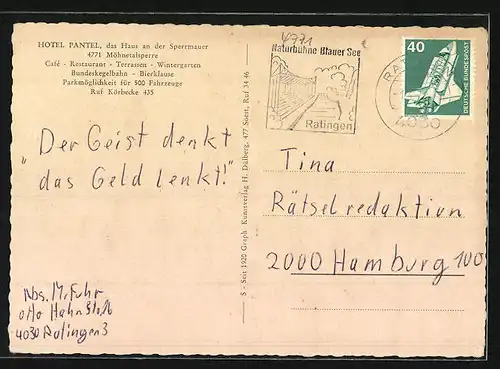 HOTEL PANTEL, das Haus an der Sperrmauer
4771 Möhnetalsperre
Café - Restaurant - Terrassen - Wintergarten
Bundeskegelbahn - Bierklause
Parkmöglichkeit für 500 Fahrzeuge
Ruf Körbecke 435
„Der Geist denkt
das Geld lenkt!"
Abs. M. Fuhr
Otto Hahn Str.
4030 Ratingen 3
S - Seit 1920 Graph. Kunstverlag H. Dülberg, 477 Soest, Ruf 34 46
4771
Naturbühne Blauer See
Ratingen
RA
4030
40
DEUTSCHE BUNDESPOST
Tina
Rätselredaktion
2000 Hamburg 100